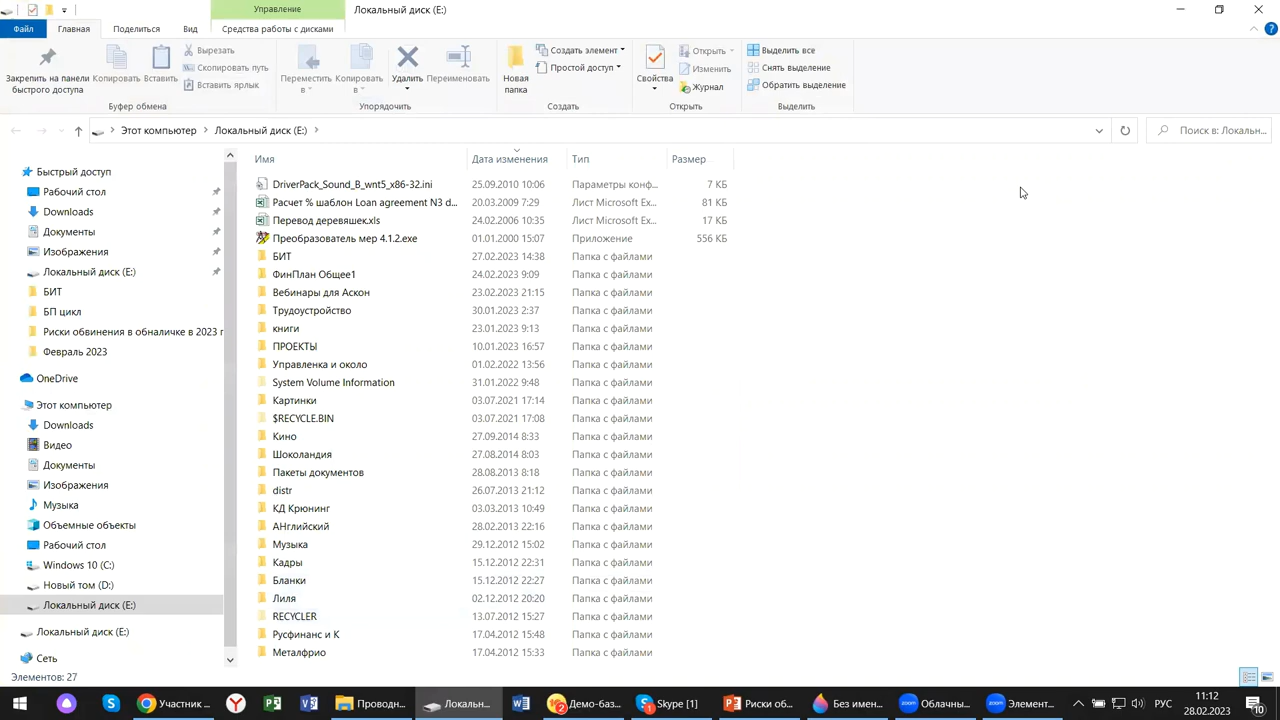 Управление
Локальный диск (E:)
Файл
Главная
Поделиться
Вид
Средства работы с дисками
Закрепить на панели
быстрого доступа
Копировать
Вставить
Вырезать
Скопировать путь
Вставить ярлык
Буфер обмена
Переместить
в
Копировать
в
Удалить
Переименовать
Упорядочить
Новая
папка
Создать элемент
Простой доступ
Создать
Свойства
Открыть
Изменить
Журнал
Открыть
Выделить все
Снять выделение
Обратить выделение
Выделить
Этот компьютер
Локальный диск (E:)
Поиск в: Локальн...
Имя Дата изменения Тип Размер
Быстрый доступ
Рабочий стол
Downloads
Документы
Изображения
Локальный диск (E:)
БИТ
БП цикл
Риски обвинения в обналичке в 2023 г
Февраль 2023
OneDrive
Этот компьютер
Downloads
Видео
Документы
Изображения
Музыка
Объемные объекты
Рабочий стол
Windows 10 (C:)
Новый том (D:)
Локальный диск (E:)
Локальный диск (E:)
Сеть
DriverPack_Sound_B_wnt5_x86-32.ini 25.09.2010 10:06 Параметры конф... 7 КБ
Расчет % шаблон Loan agreement N3 d... 20.03.2009 7:29 Лист Microsoft Ex... 81 КБ
Перевод деревяшек.xls 24.02.2006 10:35 Лист Microsoft Ex... 17 КБ
Преобразователь мер 4.1.2.exe 01.01.2000 15:07 Приложение 556 КБ
БИТ 27.02.2023 14:38 Папка с файлами
ФинПлан Общее1 24.02.2023 9:09 Папка с файлами
Вебинары для Аскон 23.02.2023 21:15 Папка с файлами
Трудоустройство 30.01.2023 2:37 Папка с файлами
книги 23.01.2023 9:13 Папка с файлами
ПРОЕКТЫ 10.01.2023 16:57 Папка с файлами
Управленка и около 01.02.2022 13:56 Папка с файлами
System Volume Information 31.01.2022 9:48 Папка с файлами
Картинки 03.07.2021 17:14 Папка с файлами
$RECYCLE.BIN 03.07.2021 17:08 Папка с файлами
Кино 27.09.2014 8:33 Папка с файлами
Шоколандия 27.08.2014 8:03 Папка с файлами
Пакеты документов 28.08.2013 8:18 Папка с файлами
distr 26.07.2013 21:12 Папка с файлами
КД Крюнинг 03.03.2013 10:49 Папка с файлами
АНглийский 28.02.2013 22:16 Папка с файлами
Музыка 29.12.2012 15:02 Папка с файлами
Кадры 15.12.2012 22:31 Папка с файлами
Бланки 15.12.2012 22:27 Папка с файлами
Лиля 02.12.2012 20:20 Папка с файлами
RECYCLER 13.07.2012 15:27 Папка с файлами
Русфинанс и К 17.04.2012 15:48 Папка с файлами
Металфрио 17.04.2012 15:33 Папка с файлами
Элементов: 27
Участник ...
Проводн...
Локальн...
Демо-баз...
Skype [1]
Риски об...
Без имен...
Облачны...
Элемент...
РУС
11:12
28.02.2023
10